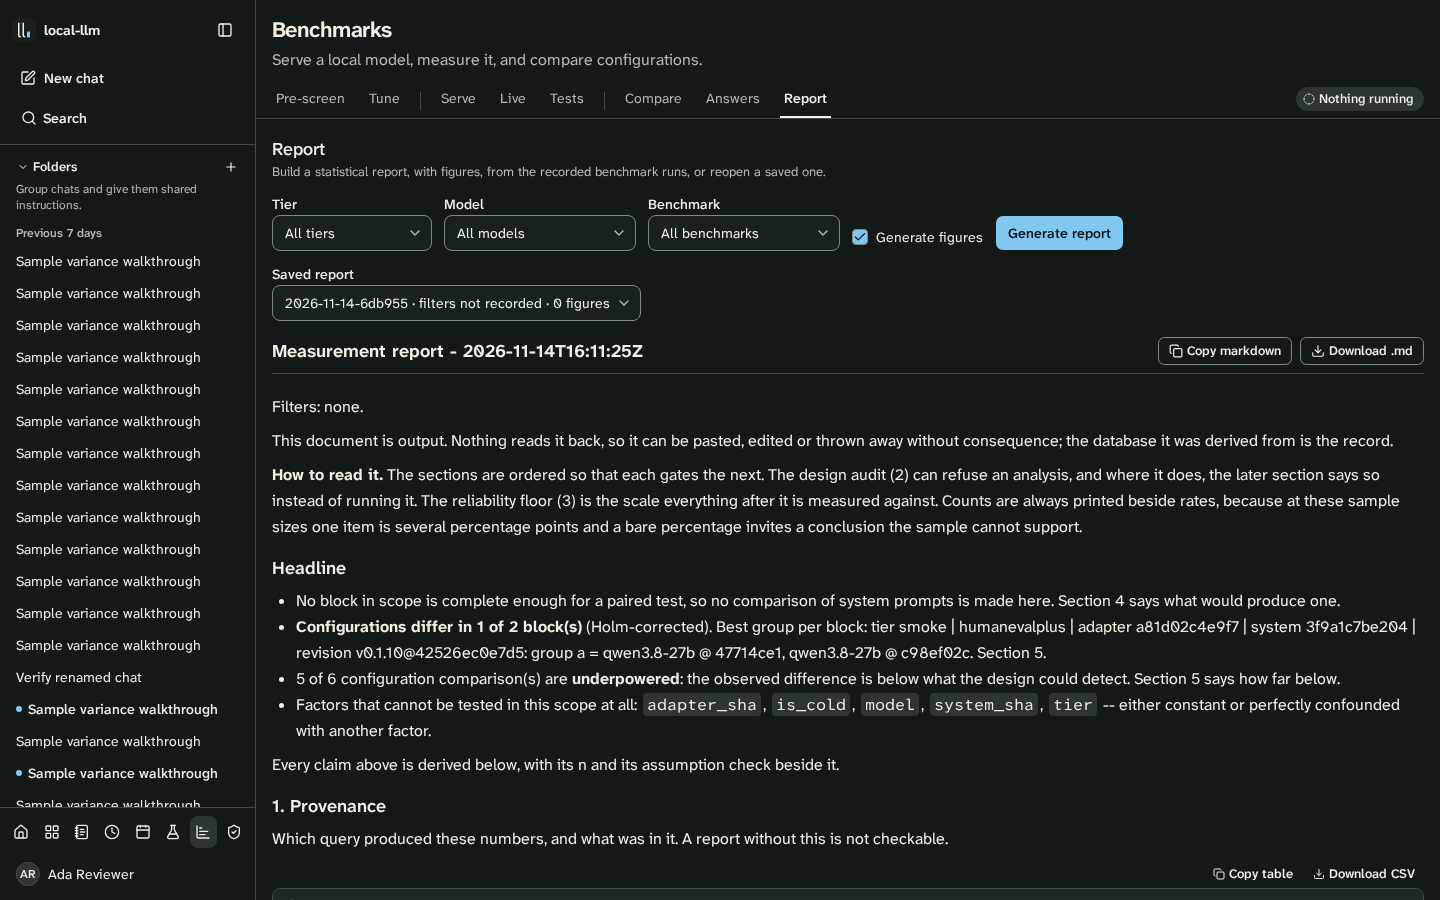 local-llm
New chat
Search
Folders
Group chats and give them shared
instructions.
Previous 7 days
Sample variance walkthrough
Sample variance walkthrough
Sample variance walkthrough
Sample variance walkthrough
Sample variance walkthrough
Sample variance walkthrough
Sample variance walkthrough
Sample variance walkthrough
Sample variance walkthrough
Sample variance walkthrough
Sample variance walkthrough
Sample variance walkthrough
Sample variance walkthrough
Verify renamed chat
Sample variance walkthrough
Sample variance walkthrough
Sample variance walkthrough
Sample variance walkthrough
AR Ada Reviewer
Benchmarks
Serve a local model, measure it, and compare configurations.
Pre-screen Tune Serve Live Tests Compare Answers Report Nothing running
Report
Build a statistical report, with figures, from the recorded benchmark runs, or reopen a saved one.
Tier Model Benchmark
All tiers All models All benchmarks Generate figures Generate report
Saved report
2026-11-14-6db955 · filters not recorded · 0 figures
Measurement report - 2026-11-14T16:11:25Z Copy markdown Download .md
Filters: none.
This document is output. Nothing reads it back, so it can be pasted, edited or thrown away without consequence; the database it was derived from is the record.
How to read it. The sections are ordered so that each gates the next. The design audit (2) can refuse an analysis, and where it does, the later section says so
instead of running it. The reliability floor (3) is the scale everything after it is measured against. Counts are always printed beside rates, because at these sample
sizes one item is several percentage points and a bare percentage invites a conclusion the sample cannot support.
Headline
• No block in scope is complete enough for a paired test, so no comparison of system prompts is made here. Section 4 says what would produce one.
• Configurations differ in 1 of 2 block(s) (Holm-corrected). Best group per block: tier smoke | humanevalplus | adapter a81d02c4e9f7 | system 3f9a1c7be204 |
revision v0.1.10@42526ec0e7d5: group a = qwen3.8-27b @ 47714ce1, qwen3.8-27b @ c98ef02c. Section 5.
• 5 of 6 configuration comparison(s) are underpowered: the observed difference is below what the design could detect. Section 5 says how far below.
• Factors that cannot be tested in this scope at all: adapter_sha, is_cold, model, system_sha, tier -- either constant or perfectly confounded
with another factor.
Every claim above is derived below, with its n and its assumption check beside it.
1. Provenance
Which query produced these numbers, and what was in it. A report without this is not checkable.
Copy table Download CSV